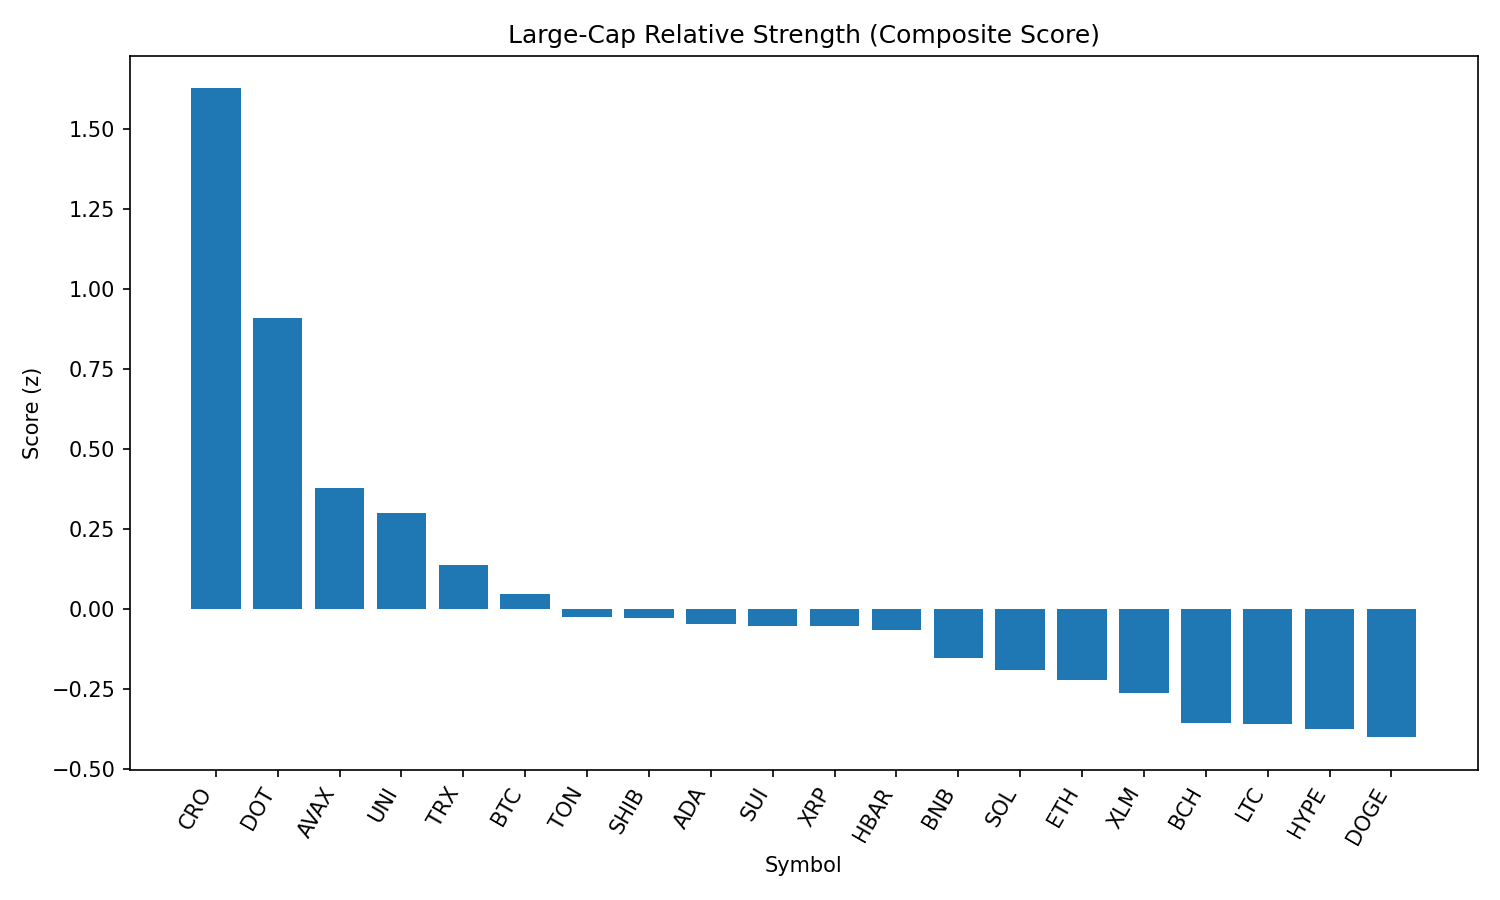 Large-Cap Relative Strength (Composite Score)
Score (z)
1.50
1.25
1.00
0.75
0.50
0.25
0.00
−0.25
−0.50
CRO
DOT
AVAX
UNI
TRX
BTC
TON
SHIB
ADA
SUI
XRP
HBAR
BNB
SOL
ETH
XLM
BCH
LTC
HYPE
DOGE
Symbol